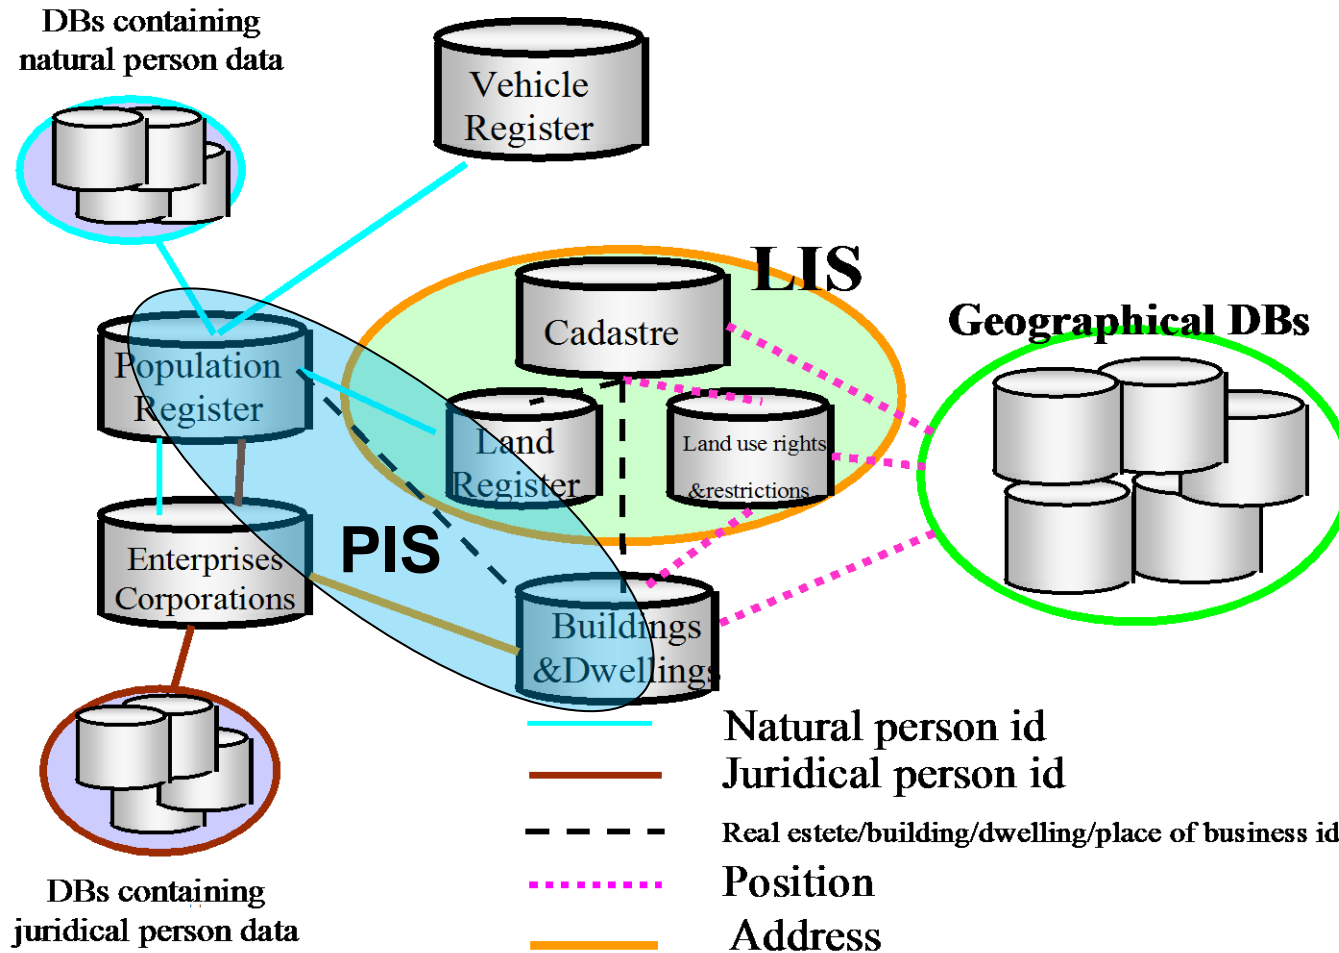 DBs containing
natural person data
Vehicle
Register
LIS
Cadastre
Geographical DBs
Population
Register
Land
Register
Land use rights
&restrictions
PIS
Enterprises
Corporations
Buildings
&Dwellings
Natural person id
Juridical person id
Real estete/building/dwelling/place of business id
Position
Address
DBs containing
juridical person data